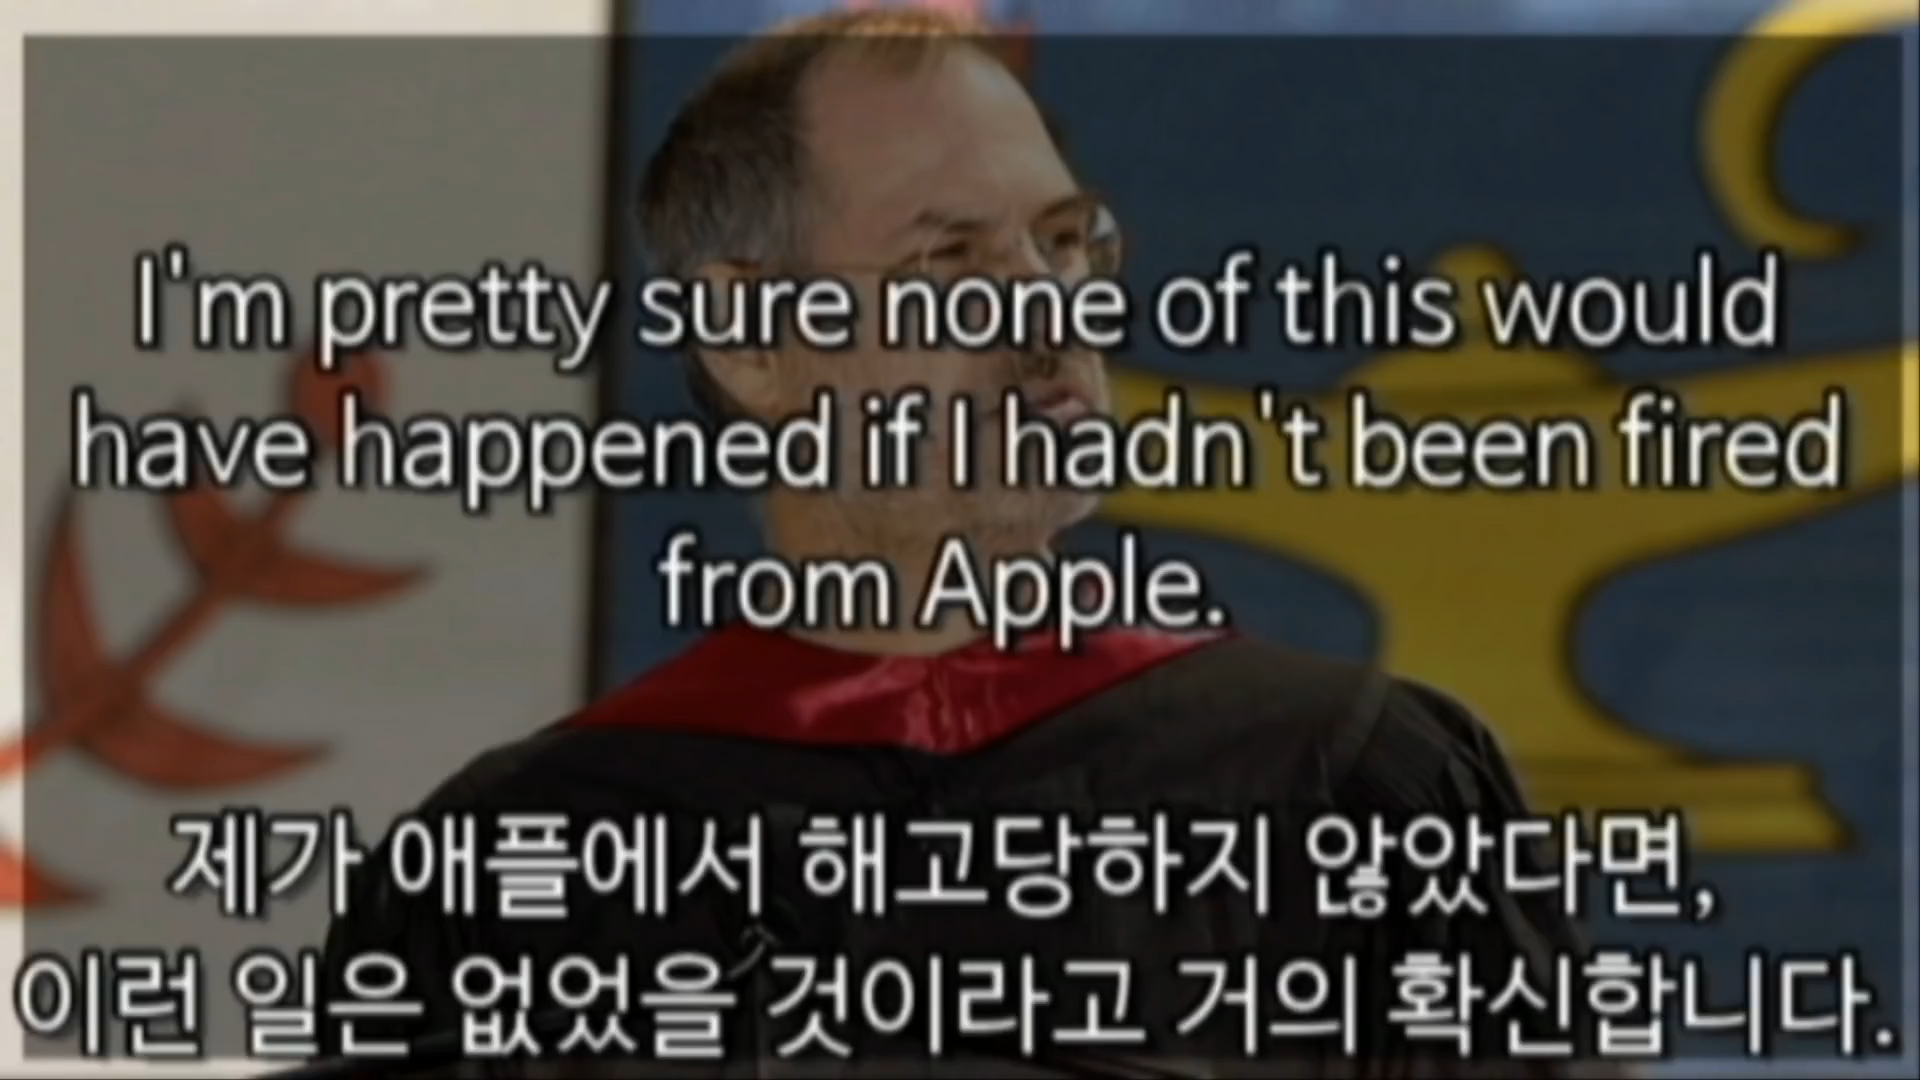 I'm pretty sure none of this would
have happened if I hadn't been fired
from Apple.
제가 애플에서 해고당하지 않았다면,
이런 일은 없었을 것이라고 거의 확신합니다.